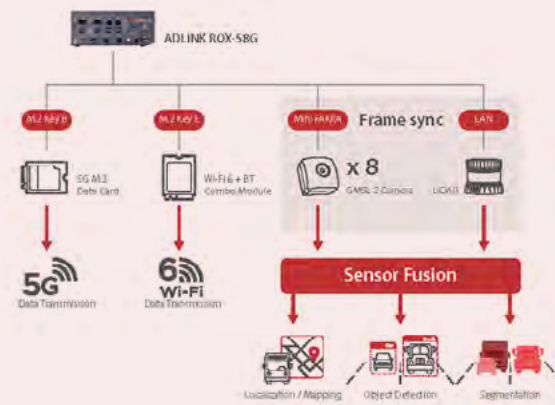 ADLINK ROX-58G
M.2 Key B
M.2 Key E
MINI FAKRA
Frame sync
LAN
5G M.2
Data Card
Wi-Fi 6 + BT
Combo Module
x 8
GMSL 2 Camera
LiDAR
5G
Data Transmission
6
Wi-Fi
Data Transmission
Sensor Fusion
Localization / Mapping
Object Detection
Segmentation